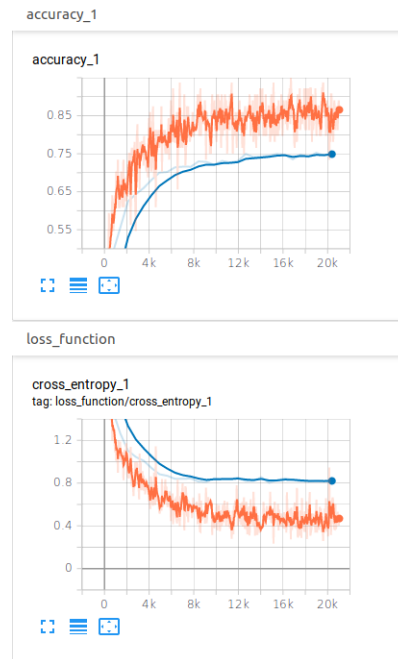 accuracy_1
accuracy_1
0.85
0.75
0.65
0.55
0 4k 8k 12k 16k 20k
loss_function
cross_entropy_1
tag: loss_function/cross_entropy_1
1.2
0.8
0.4
0
0 4k 8k 12k 16k 20k